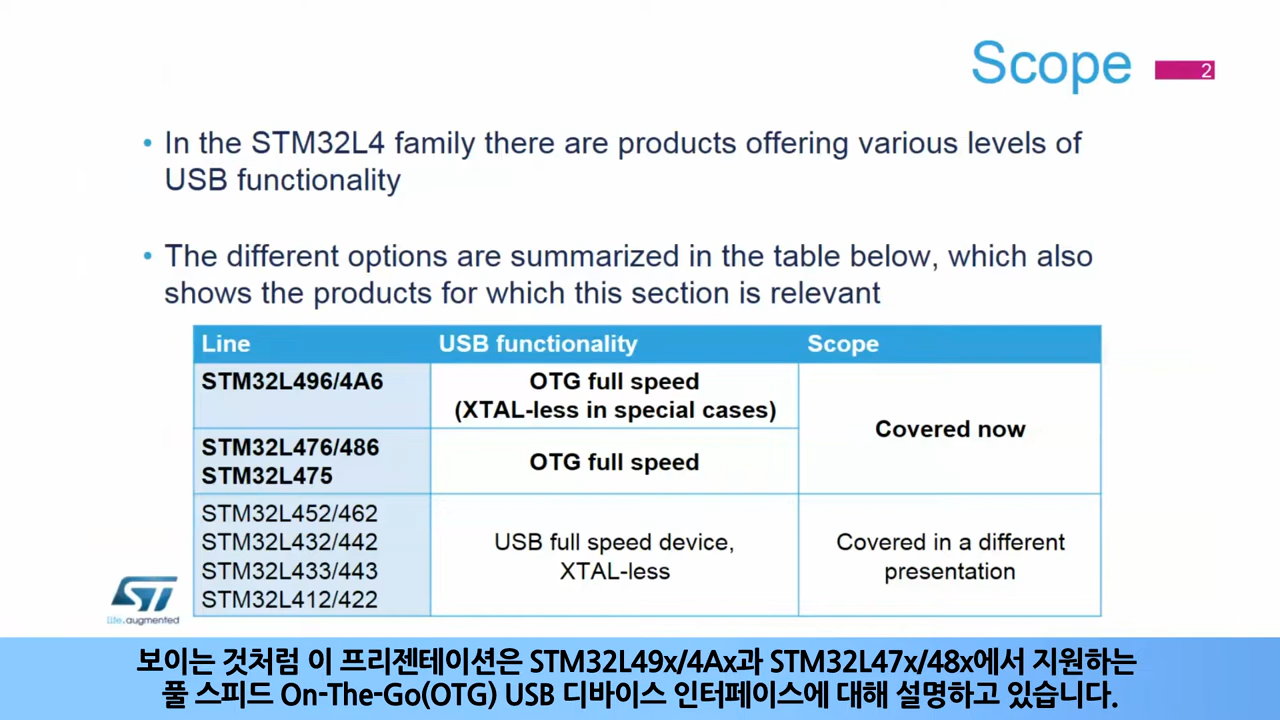 Scope
2
• In the STM32L4 family there are products offering various levels of
USB functionality
• The different options are summarized in the table below, which also
shows the products for which this section is relevant
Line USB functionality Scope
STM32L496/4A6
OTG full speed
(XTAL-less in special cases)
Covered now
STM32L476/486
STM32L475
OTG full speed
STM32L452/462
STM32L432/442
STM32L433/443
STM32L412/422
USB full speed device,
XTAL-less
Covered in a different
presentation
ST
life.augmented
보이는 것처럼 이 프리젠테이션은 STM32L49x/4Ax과 STM32L47x/48x에서 지원하는
풀 스피드 On-The-Go(OTG) USB 디바이스 인터페이스에 대해 설명하고 있습니다.